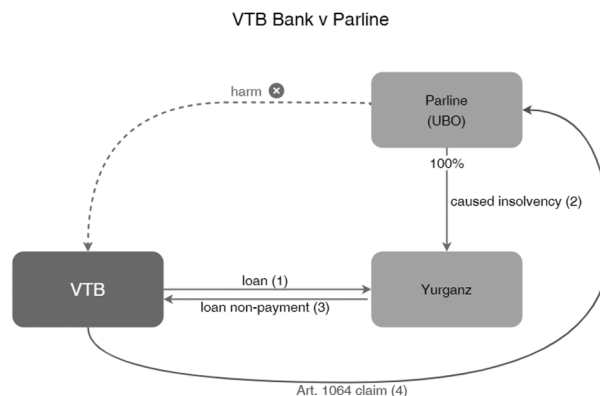 VTB Bank v Parline
harm
Parline
(UBO)
100%
caused insolvency (2)
VTB
loan (1)
loan non-payment (3)
Yurganz
Art. 1064 claim (4)